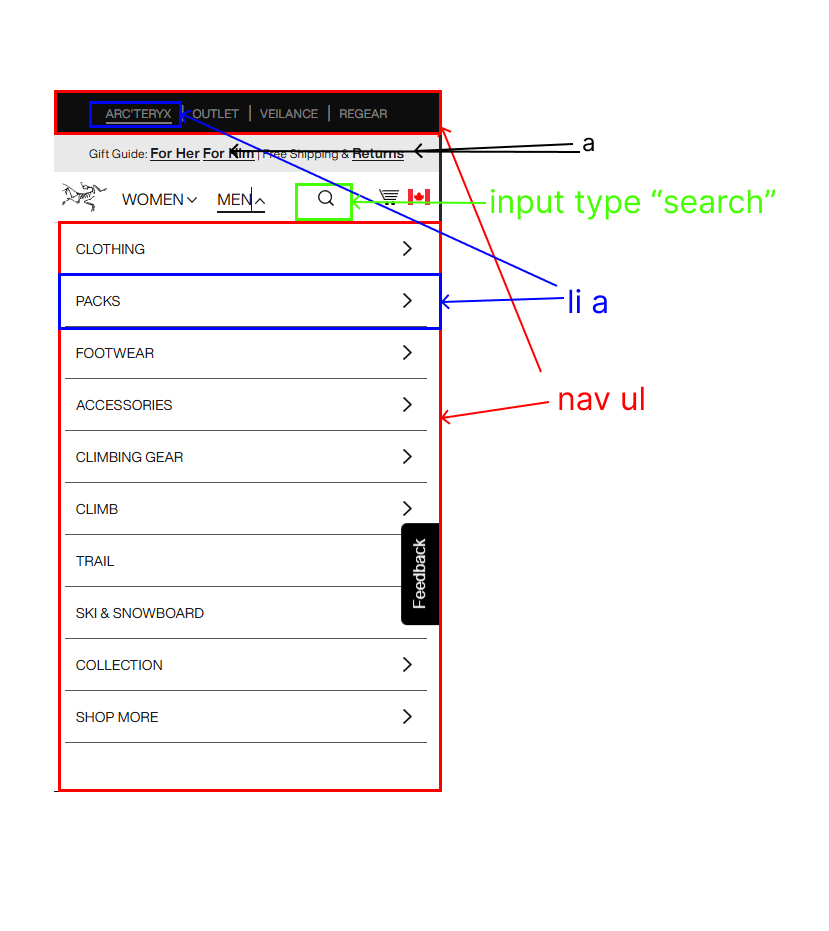 ARC'TERYX | OUTLET | VEILANCE | REGEAR
Gift Guide: For Her For Him | Free Shipping & Returns
a
WOMEN MEN
input type “search”
CLOTHING
PACKS
li a
FOOTWEAR
ACCESSORIES
nav ul
CLIMBING GEAR
CLIMB
TRAIL
Feedback
SKI & SNOWBOARD
COLLECTION
SHOP MORE